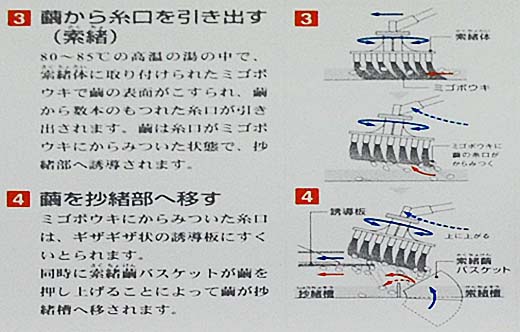 3 繭から糸口を引き出す
（索緒）
80～85℃の高温の湯の中で、
索緒体に取り付けられたミゴボ
ウキで繭の表面がこすられ、繭
から数本のもつれた糸口が引き
出されます。繭は糸口がミゴボ
ウキにからみついた状態で、抄
緒部へ誘導されます。
4 繭を抄緒部へ移す
ミゴボウキにからみついた糸口
は、ギザギザ状の誘導板にすく
いとられます。
同時に索緒繭バスケットが繭を
押し上げることによって繭が抄
緒槽へ移されます。
3
索緒体
ミゴボウキ
ミゴボウキに
繭の糸口が
からみつく
4
誘導板
上に上がる
索緒繭
バスケット
抄緒槽
索緒槽